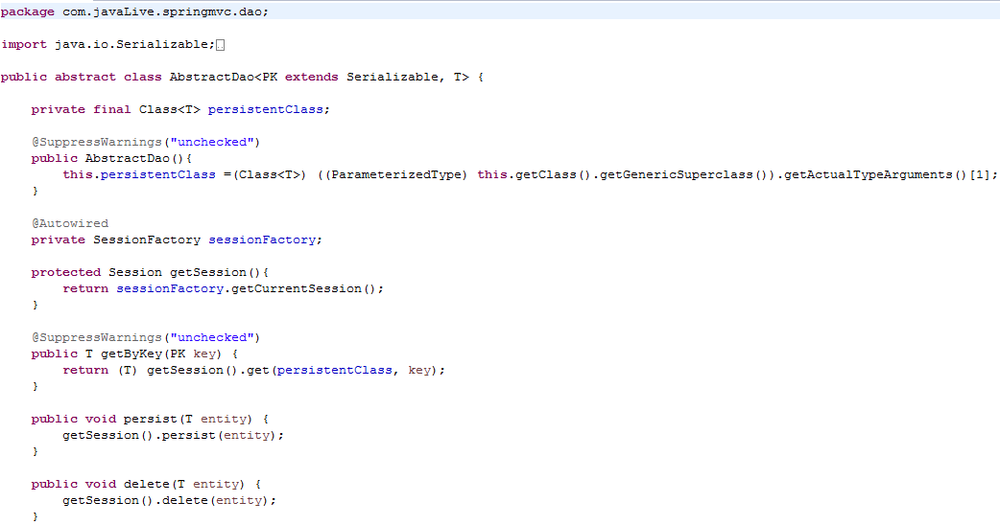 package com.javaLive.springmvc.dao;
import java.io.Serializable;
public abstract class AbstractDao<PK extends Serializable, T> {
private final Class<T> persistentClass;
@SuppressWarnings("unchecked")
public AbstractDao(){
this.persistentClass =(Class<T>) ((ParameterizedType) this.getClass().getGenericSuperclass()).getActualTypeArguments()[1];
}
@Autowired
private SessionFactory sessionFactory;
protected Session getSession(){
return sessionFactory.getCurrentSession();
}
@SuppressWarnings("unchecked")
public T getByKey(PK key) {
return (T) getSession().get(persistentClass, key);
}
public void persist(T entity) {
getSession().persist(entity);
}
public void delete(T entity) {
getSession().delete(entity);
}